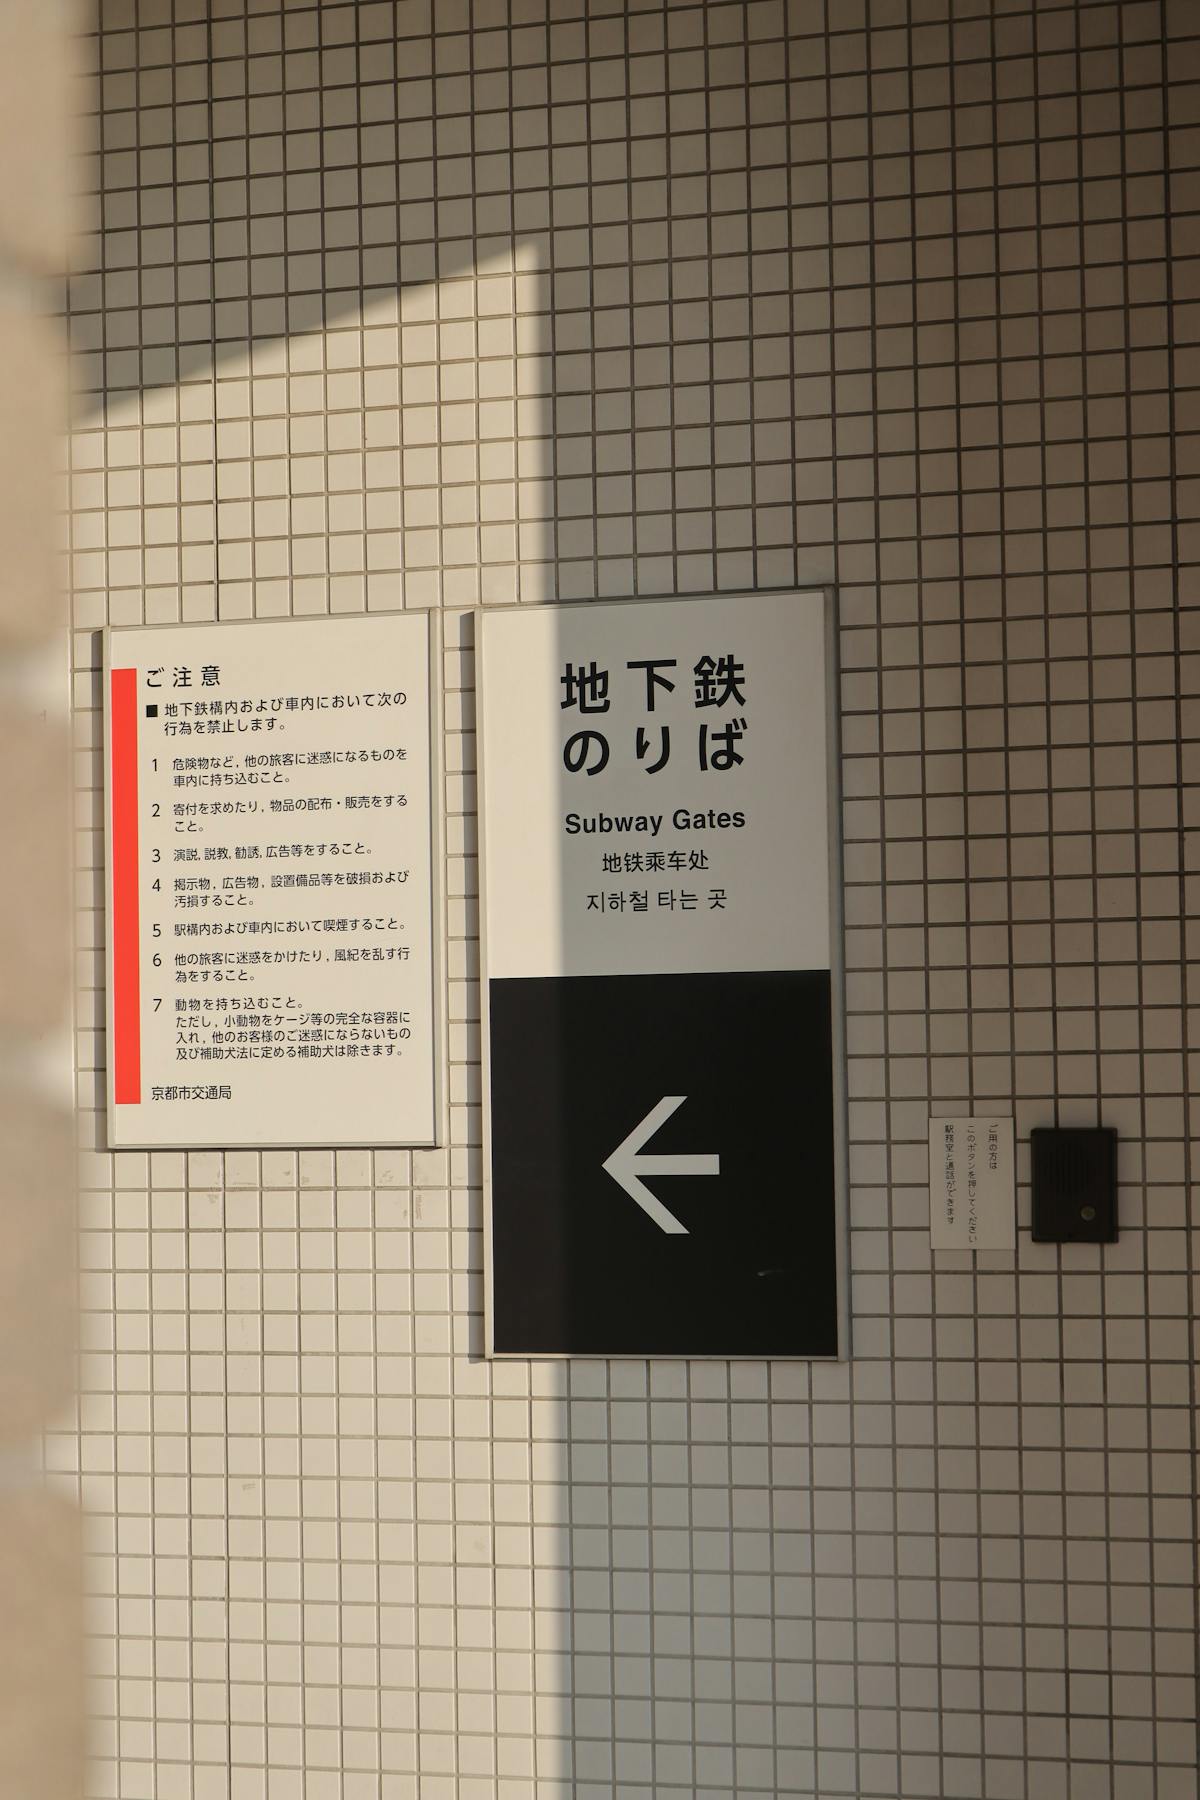 ご注意
■ 地下鉄構内および車内において次の
行為を禁止します。
1 危険物など, 他の旅客に迷惑になるものを
車内に持ち込むこと。
2 寄付を求めたり, 物品の配布・販売をする
こと。
3 演説, 説教, 勧誘, 広告等をすること。
4 掲示物, 広告物, 設置備品等を破損および
汚損すること。
5 駅構内および車内において喫煙すること。
6 他の旅客に迷惑をかけたり, 風紀を乱す行
為をすること。
7 動物を持ち込むこと。
ただし, 小動物をケージ等の完全な容器に
入れ, 他のお客様のご迷惑にならないもの
及び補助犬法に定める補助犬は除きます。
京都市交通局
地下鉄
のりば
Subway Gates
地铁乘车处
지하철 타는 곳
ご用の方は
このボタンを押してください
駅務室と通話ができます